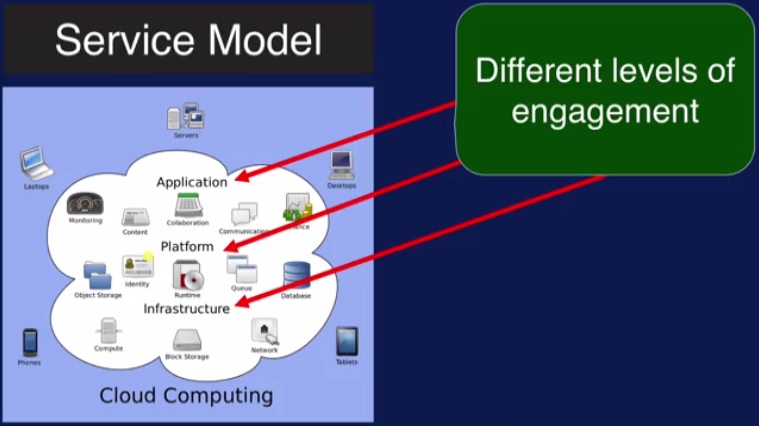 Service Model
Different levels of
engagement
Servers
Laptops
Desktops
Application
Monitoring
Content
Collaboration
Communication
Platform
Object Storage
Identity
Runtime
Queue
Database
Infrastructure
Compute
Block Storage
Network
Phones
Tablets
Cloud Computing